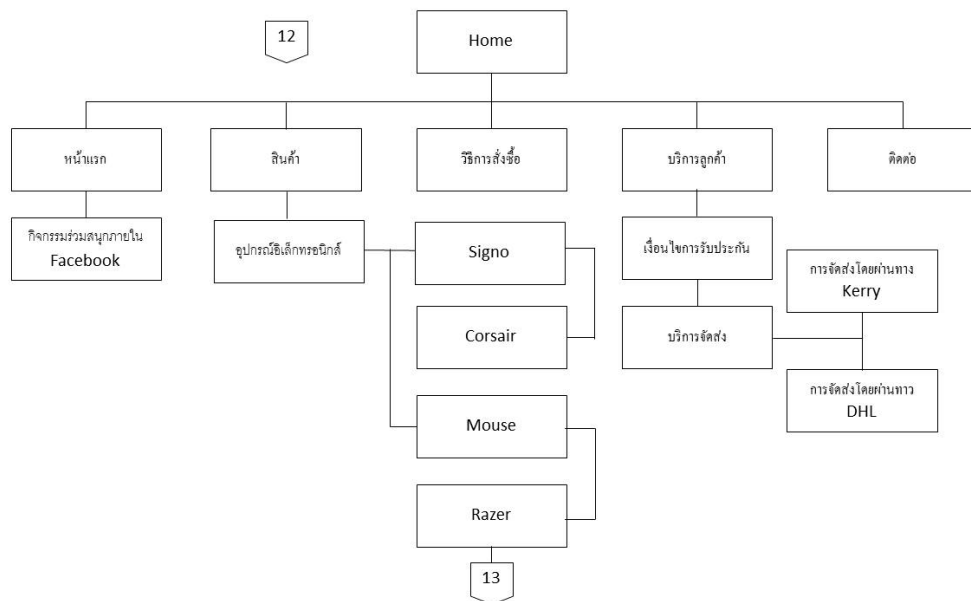 12
Home
หน้าแรก
สินค้า
วิธีการสั่งซื้อ
บริการลูกค้า
ติดต่อ
กิจกรรมร่วมสนุกภายใน
Facebook
อุปกรณ์อิเล็กทรอนิกส์
Signo
เงื่อนไขการรับประกัน
การจัดส่งโดยผ่านทาง
Kerry
Corsair
บริการจัดส่ง
การจัดส่งโดยผ่านทาว
DHL
Mouse
Razer
13